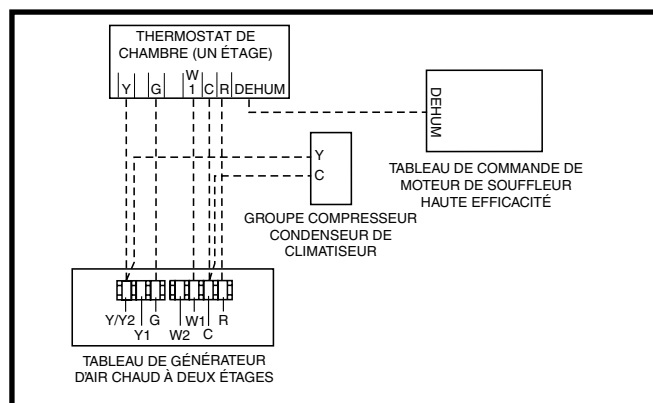 THERMOSTAT DE
CHAMBRE (UN ÉTAGE)
Y G W1 C R DEHUM
DEHUM
TABLEAU DE COMMANDE DE
MOTEUR DE SOUFFLEUR
HAUTE EFFICACITÉ
Y
C
GROUPE COMPRESSEUR
CONDENSEUR DE
CLIMATISEUR
Y/Y2 Y1 G W2 W1 C R
TABLEAU DE GÉNÉRATEUR
D'AIR CHAUD À DEUX ÉTAGES